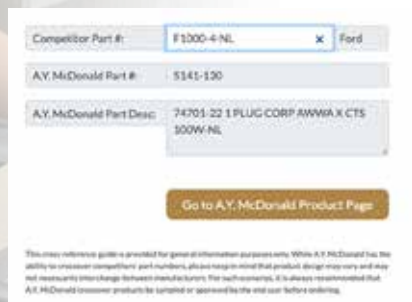 Competitor Part #: F1000-4-NL × Ford
A.Y. McDonald Part #: 5141-130
A.Y. McDonald Part Desc: 74701-22 1 PLUG CORP AWWA X CTS
100W-NL
Go to A.Y. McDonald Product Page
This cross reference guide is provided for general information purposes only. While A.Y. McDonald has the
ability to crossover competitors' part numbers, please keep in mind that product design may vary and may
not necessarily interchange between manufacturers. For such scenarios, it is always recommended that
A.Y. McDonald crossover products be sampled or approved by the end user before ordering.